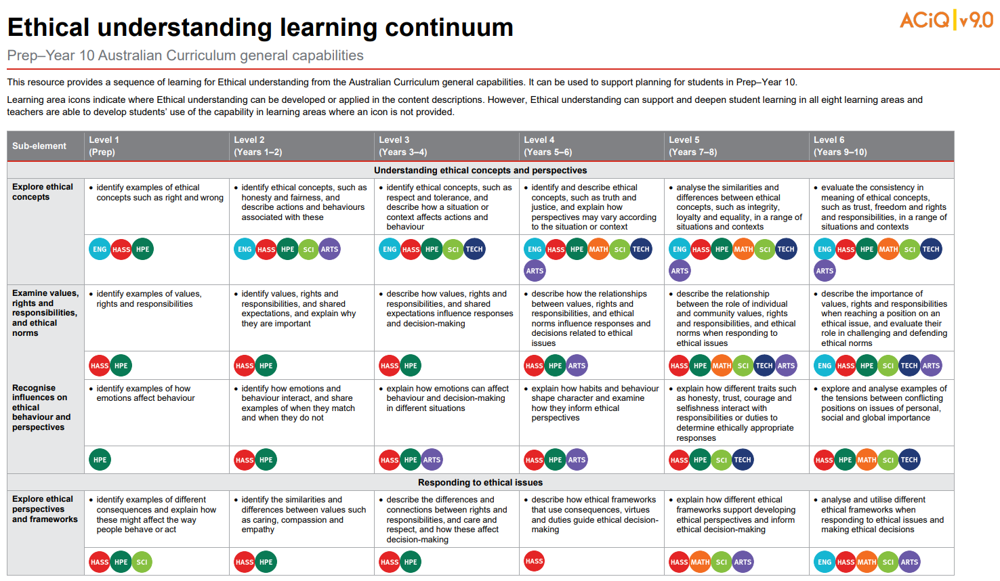 Ethical understanding learning continuum
ACiQ v9.0
Prep–Year 10 Australian Curriculum general capabilities
This resource provides a sequence of learning for Ethical understanding from the Australian Curriculum general capabilities. It can be used to support planning for students in Prep–Year 10.
Learning area icons indicate where Ethical understanding can be developed or applied in the content descriptions. However, Ethical understanding can support and deepen student learning in all eight learning areas and
teachers are able to develop students' use of the capability in learning areas where an icon is not provided.
Sub-element
Level 1
(Prep)
Level 2
(Years 1–2)
Level 3
(Years 3–4)
Level 4
(Years 5–6)
Level 5
(Years 7–8)
Level 6
(Years 9–10)
Understanding ethical concepts and perspectives
Explore ethical
concepts
• identify examples of ethical
concepts such as right and wrong
• identify ethical concepts, such as
honesty and fairness, and
describe actions and behaviours
associated with these
• identify ethical concepts, such as
respect and tolerance, and
describe how a situation or
context affects actions and
behaviour
• identify and describe ethical
concepts, such as truth and
justice, and explain how
perspectives may vary according
to the situation or context
• analyse the similarities and
differences between ethical
concepts, such as integrity,
loyalty and equality, in a range of
situations and contexts
• evaluate the consistency in
meaning of ethical concepts,
such as trust, freedom and rights
and responsibilities, in a range of
situations and contexts
ENG HASS HPE
ENG HASS HPE SCI ARTS
ENG HASS HPE SCI TECH
ENG HASS HPE MATH SCI TECH
ARTS
ENG HASS HPE MATH SCI TECH
ARTS
ENG HASS HPE MATH SCI TECH
ARTS
Examine values,
rights and
responsibilities,
and ethical
norms
• identify examples of values,
rights and responsibilities
• identify values, rights and
responsibilities, and shared
expectations, and explain why
they are important
• describe how values, rights and
responsibilities, and shared
expectations influence responses
and decision-making
• describe how the relationships
between values, rights and
responsibilities, and ethical
norms influence responses and
decisions related to ethical
issues
• describe the relationship
between the role of individual
and community values, rights
and responsibilities, and ethical
norms when responding to
ethical issues
• describe the importance of
values, rights and responsibilities
when reaching a position on an
ethical issue, and evaluate their
role in challenging and defending
ethical norms
HASS HPE
HASS HPE
HASS HPE
HASS HPE ARTS
HASS HPE MATH SCI TECH ARTS
ENG HASS HPE SCI TECH ARTS
Recognise
influences on
ethical
behaviour and
perspectives
• identify examples of how
emotions affect behaviour
• identify how emotions and
behaviour interact, and share
examples of when they match
and when they do not
• explain how emotions can affect
behaviour and decision-making
in different situations
• explain how habits and behaviour
shape character and examine
how they inform ethical
perspectives
• explain how different traits such
as honesty, trust, courage and
selfishness interact with
responsibilities or duties to
determine ethically appropriate
responses
• explore and analyse examples of
the tensions between conflicting
positions on issues of personal,
social and global importance
HPE
HASS HPE
HASS HPE ARTS
HASS HPE ARTS
HASS HPE SCI TECH
HASS HPE MATH SCI TECH
Responding to ethical issues
Explore ethical
perspectives
and frameworks
• identify examples of different
consequences and explain how
these might affect the way
people behave or act
• identify the similarities and
differences between values such
as caring, compassion and
empathy
• describe the differences and
connections between rights and
responsibilities, and care and
respect, and how these affect
decision-making
• describe how ethical frameworks
that use consequences, virtues
and duties guide ethical decision-
making
• explain how different ethical
frameworks support developing
ethical perspectives and inform
ethical decision-making
• analyse and utilise different
ethical frameworks when
responding to ethical issues and
making ethical decisions
HASS HPE SCI
HASS HPE
HASS HPE
HASS
HASS MATH SCI ARTS
ENG HASS MATH SCI ARTS